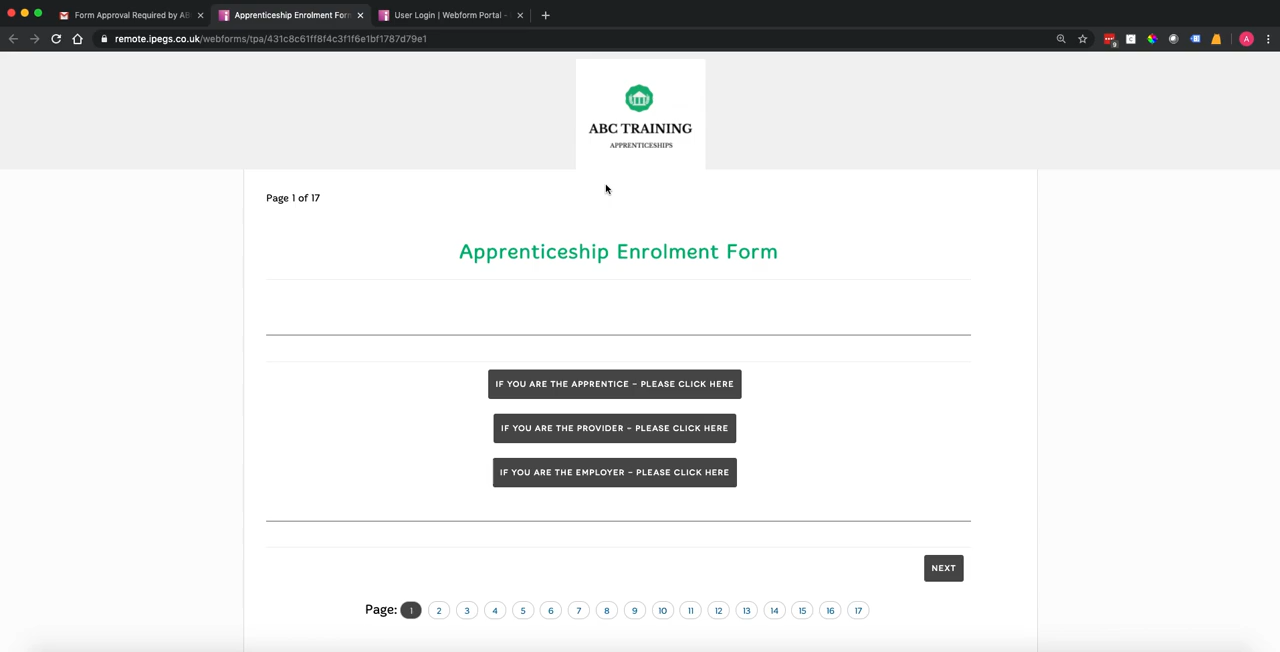 Form Approval Required by AB
Apprenticeship Enrolment Form
User Login | Webform Portal -
remote.ipegs.co.uk/webforms/tpa/431c8c61ff8f4c3f1f6e1bf1787d79e1
9
A
ABC TRAINING
APPRENTICESHIPS
Page 1 of 17
Apprenticeship Enrolment Form
IF YOU ARE THE APPRENTICE - PLEASE CLICK HERE
IF YOU ARE THE PROVIDER - PLEASE CLICK HERE
IF YOU ARE THE EMPLOYER - PLEASE CLICK HERE
NEXT
Page: 1 2 3 4 5 6 7 8 9 10 11 12 13 14 15 16 17